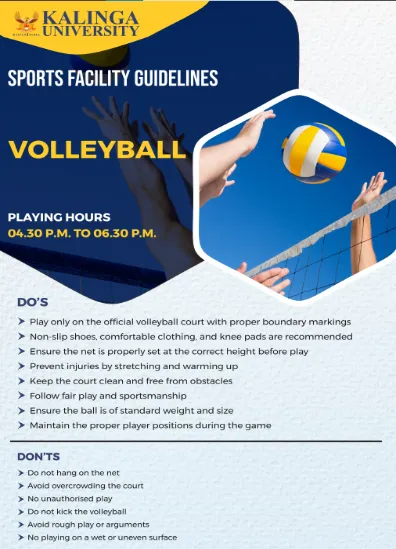 KALINGA
UNIVERSITY
SPORTS FACILITY GUIDELINES
VOLLEYBALL
PLAYING HOURS
04.30 P.M. TO 06.30 P.M.
DO'S
Play only on the official volleyball court with proper boundary markings
Non-slip shoes, comfortable clothing, and knee pads are recommended
Ensure the net is properly set at the correct height before play
Prevent injuries by stretching and warming up
Keep the court clean and free from obstacles
Follow fair play and sportsmanship
Ensure the ball is of standard weight and size
Maintain the proper player positions during the game
DON'TS
Do not hang on the net
Avoid overcrowding the court
No unauthorised play
Do not kick the volleyball
Avoid rough play or arguments
No playing on a wet or uneven surface